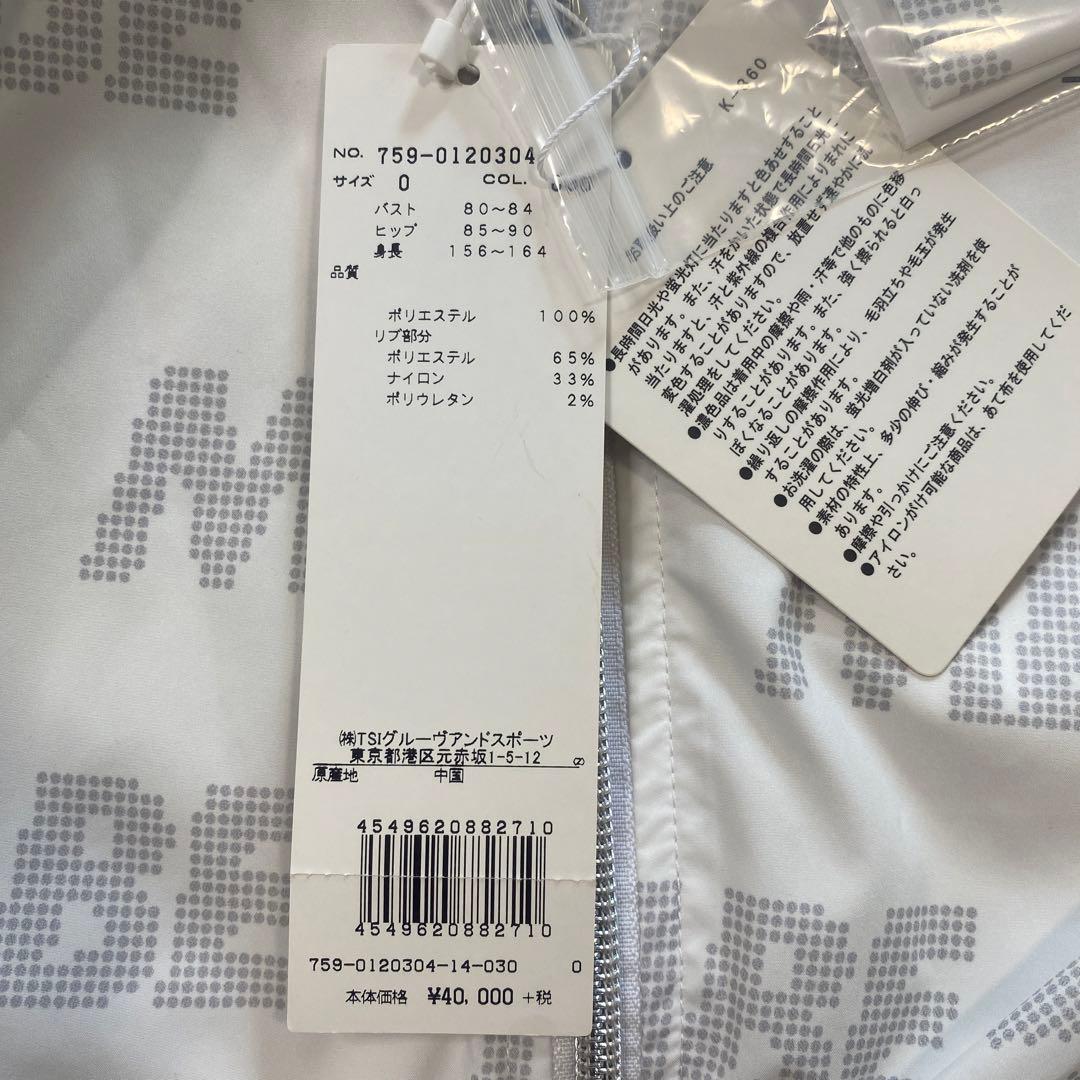 NO. 759-0120304
サイズ 0 COL.
バスト 80～84
ヒップ 85～90
身長 156～164
品質
ポリエステル 100%
リブ部分
ポリエステル 65%
ナイロン 33%
ポリウレタン 2%
㈱TSIグルーヴアンドスポーツ
東京都港区元赤坂1-5-12 (Z)
原産地 中国
4549620882710
4549620882710
759-0120304-14-030 0
本体価格 ¥40,000 +税
K-360
扱い上のご注意
●長時間日光や蛍光灯に当たりますと色あせすること
があります。また、汗をかいた状態で長時間日光に
当たりますと、汗と紫外線の複合作用によりまれに
変色することがありますので、放置せず速やかに洗
濯処理をしてください。
●濃色品は着用中の摩擦や雨・汗等で他のものに色移
りすることがあります。また、強く擦られると白っ
ぽくなることがあります。
●繰り返しの摩擦作用により、毛羽立ちや毛玉が発生
することがあります。
●お洗濯の際は、蛍光増白剤が入っていない洗剤を使
用してください。
●素材の特性上、多少の伸び・縮みが発生することが
あります。
●摩擦や引っかけにご注意ください。
●アイロンがけ可能な商品は、あて布を使用してくだ
さい。